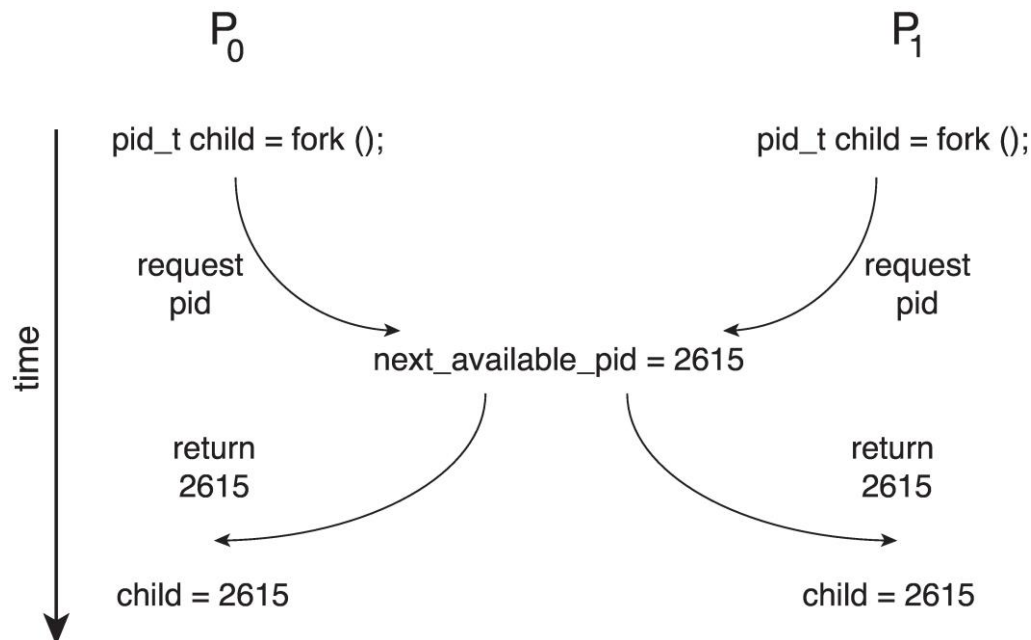 P0 P1
pid_t child = fork (); pid_t child = fork ();
request request
pid pid
time
next_available_pid = 2615
return return
2615 2615
child = 2615 child = 2615